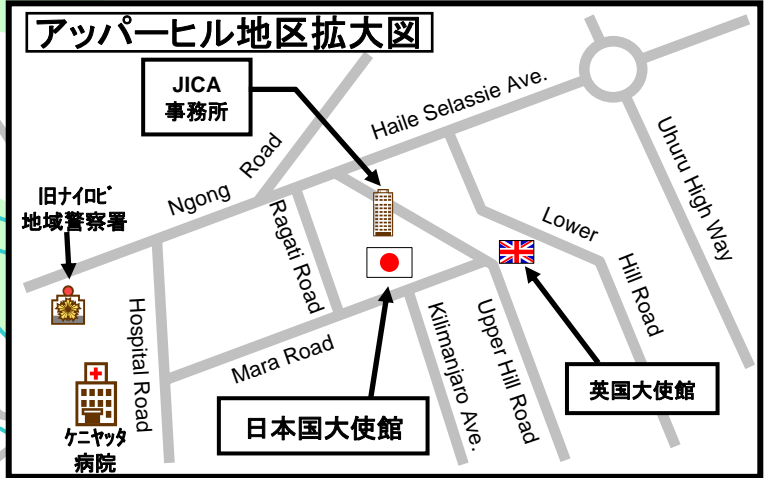 アッパーヒル地区拡大図
JICA
事務所
Haile Selassie Ave.
Ngong Road
旧ﾅｲﾛﾋﾞ
地域警察署
Ragati Road
Lower Hill Road
Uhuru High Way
Hospital Road
Mara Road
Kilimanjaro Ave.
Upper Hill Road
英国大使館
日本国大使館
ｹﾆﾔｯﾀ
病院